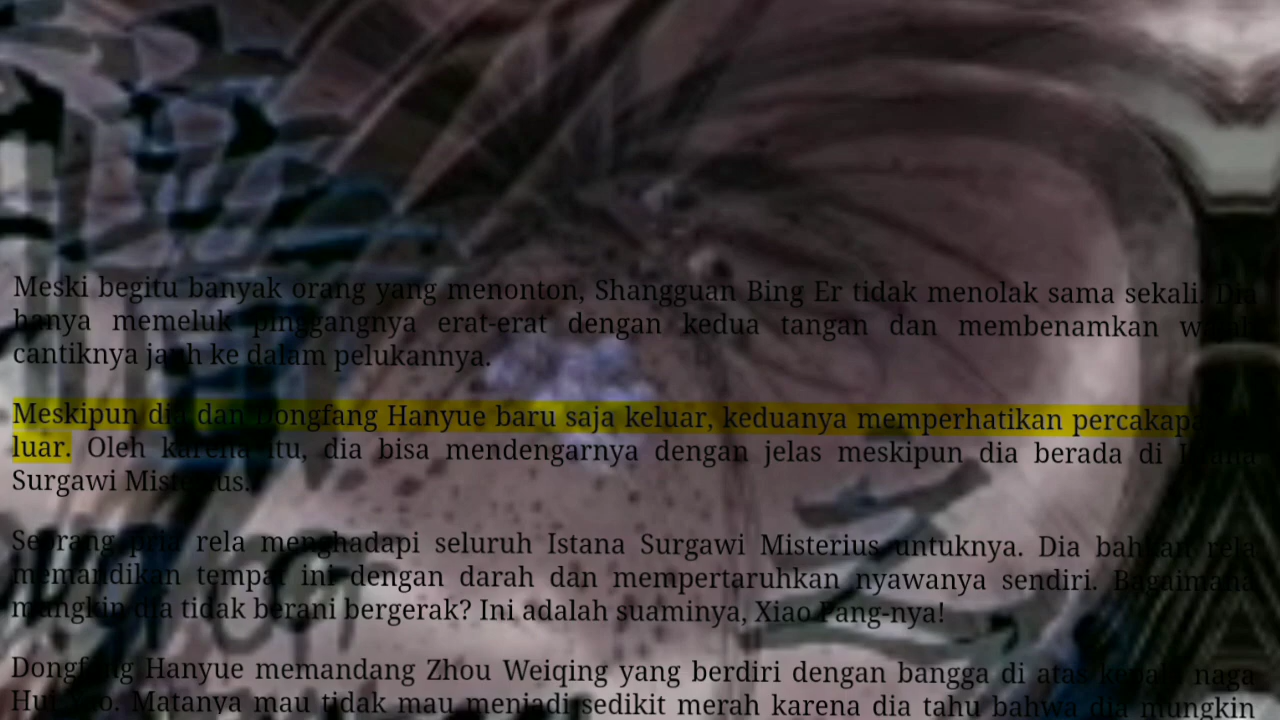 Meski begitu banyak orang yang menonton, Shangguan Bing Er tidak menolak sama sekali. Dia
hanya memeluk pinggangnya erat-erat dengan kedua tangan dan membenamkan wajah
cantiknya jauh ke dalam pelukannya.
Meskipun dia dan Dongfang Hanyue baru saja keluar, keduanya memperhatikan percakapan
luar. Oleh karena itu, dia bisa mendengarnya dengan jelas meskipun dia berada di Istana
Surgawi Misterius.
Seorang pria rela menghadapi seluruh Istana Surgawi Misterius untuknya. Dia bahkan rela
memandikan tempat ini dengan darah dan mempertaruhkan nyawanya sendiri. Bagaimana
mungkin dia tidak berani bergerak? Ini adalah suaminya, Xiao Pang-nya!
Dongfang Hanyue memandang Zhou Weiqing yang berdiri dengan bangga di atas kepala naga
Hui Yao. Matanya mau tidak mau menjadi sedikit merah karena dia tahu bahwa dia mungkin